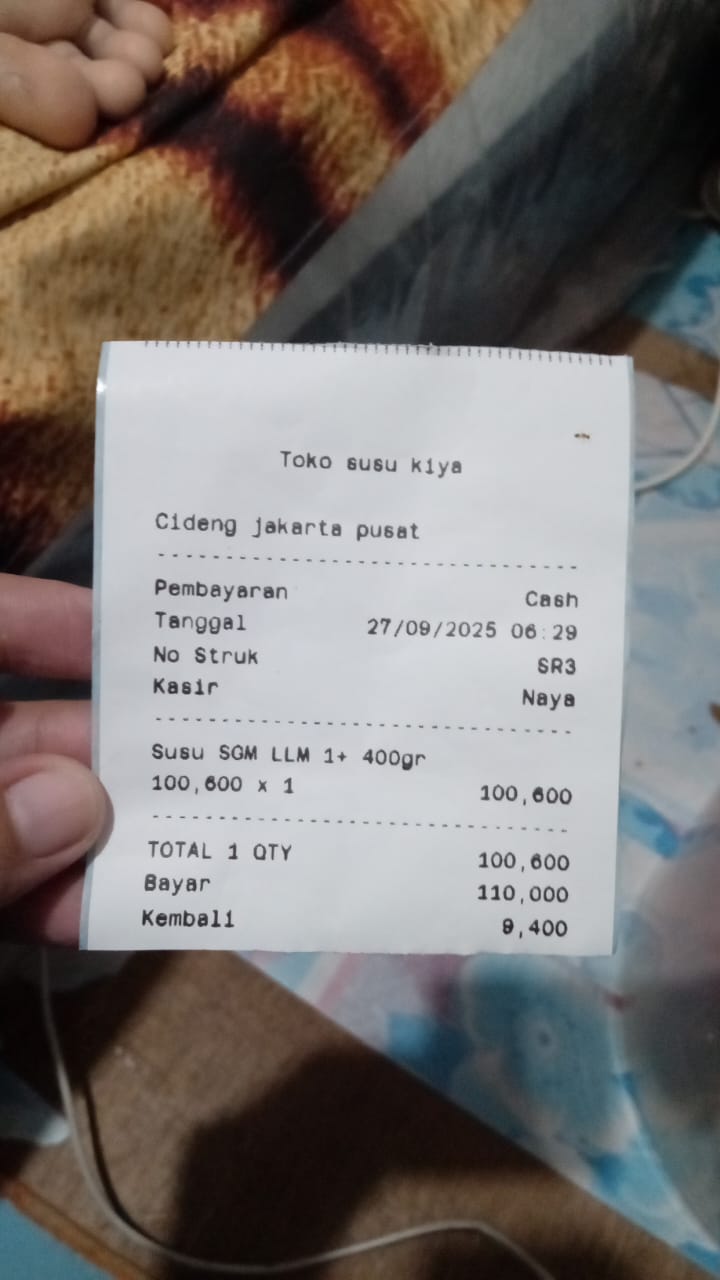 Toko susu kiya
Cideng jakarta pusat
--------------------------------
Pembayaran Cash
Tanggal 27/09/2025 06:29
No Struk SR3
Kasir Naya
--------------------------------
Susu SGM LLM 1+ 400gr
100,600 x 1 100,600
--------------------------------
TOTAL 1 QTY 100,600
Bayar 110,000
Kembali 9,400